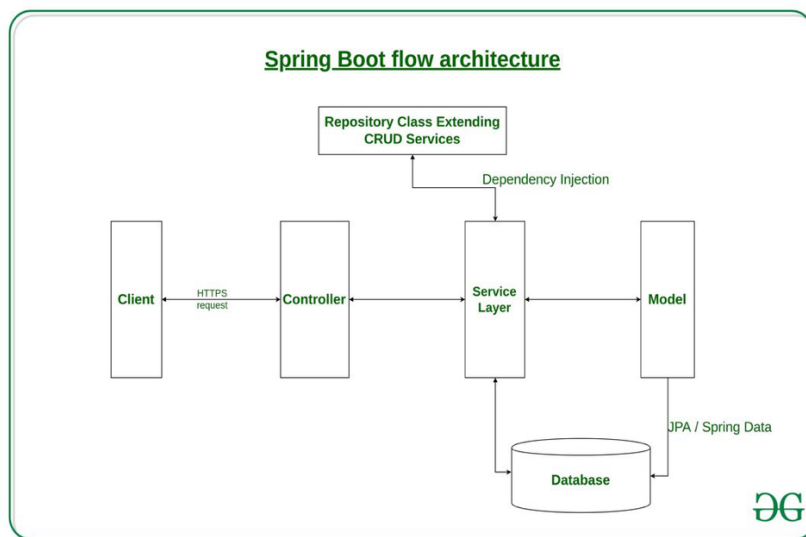 Spring Boot flow architecture
Repository Class Extending
CRUD Services
Dependency Injection
Client
HTTPS
request
Controller
Service
Layer
Model
JPA / Spring Data
Database